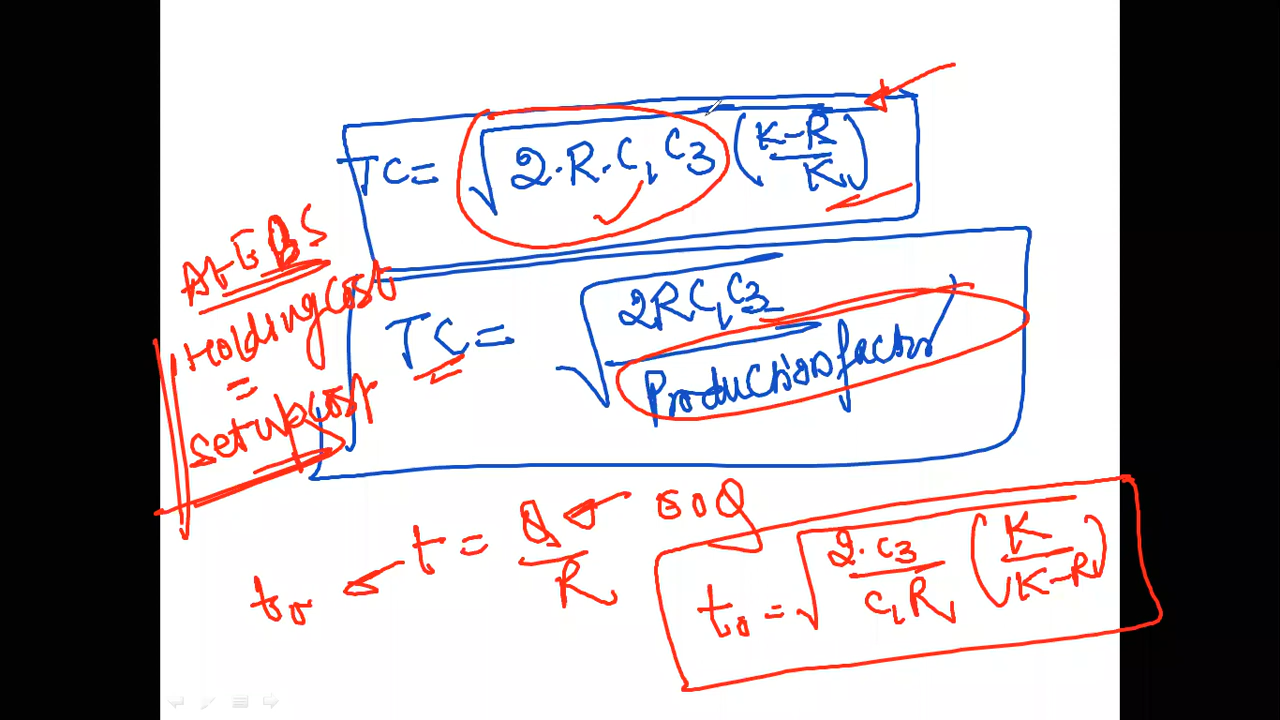 TC = √2·R·C₁C₃ (K-R/K)
At EBS
Holding cost
=
Setup cost
TC = √2RC₁C₃/Production factor
t₀ ← t = Q/R ← EOQ
t₀ = √2·C₃/C₁R (K/K-R)